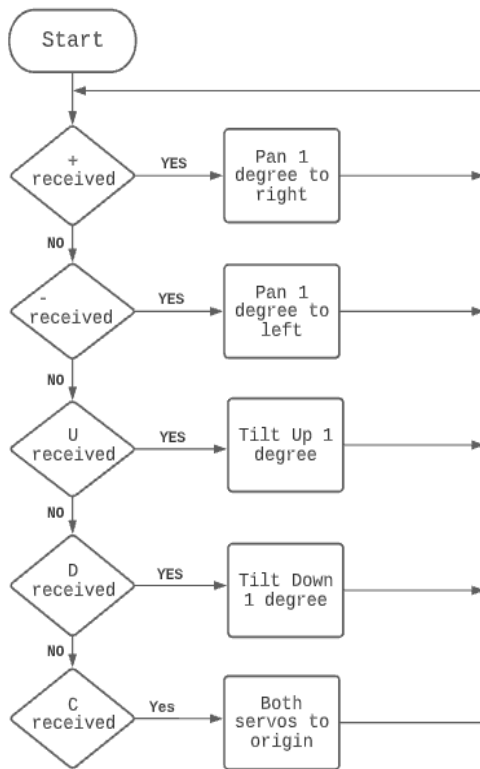 Start
+
received
YES
Pan 1
degree to
right
NO
-
received
YES
Pan 1
degree to
left
NO
U
received
YES
Tilt Up 1
degree
NO
D
received
YES
Tilt Down
1 degree
NO
C
received
Yes
Both
servos to
origin